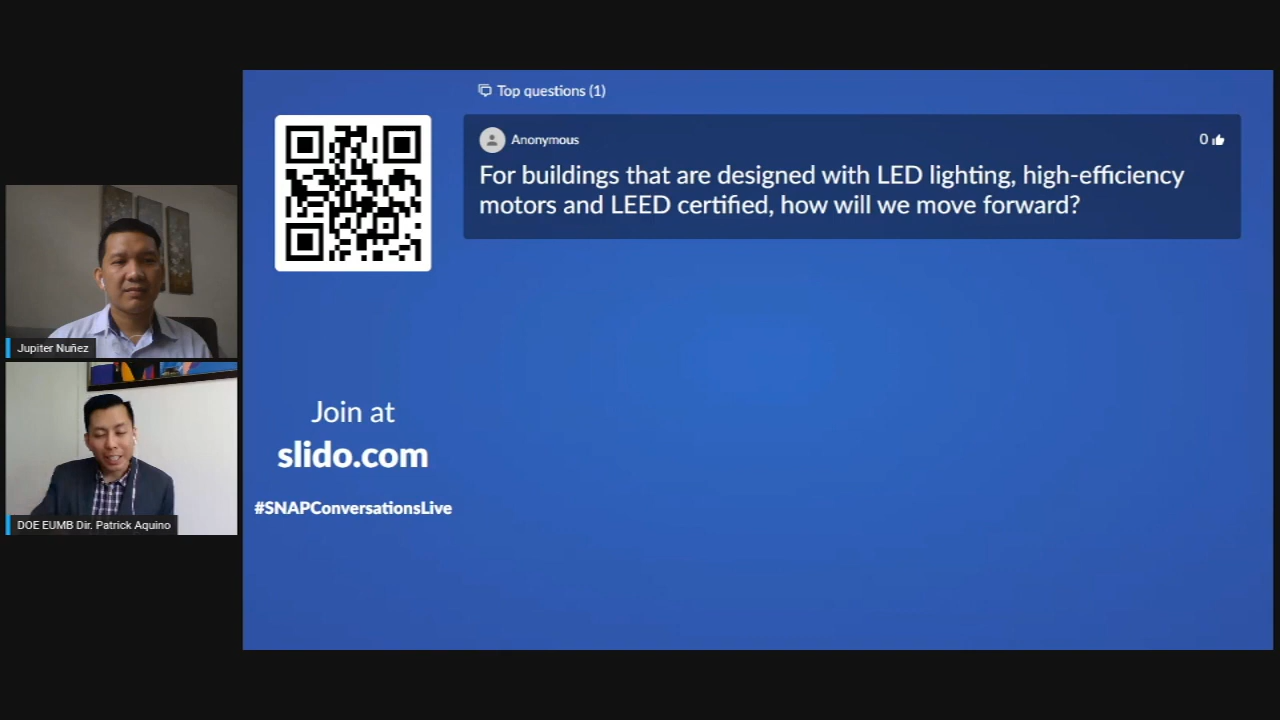 Top questions (1)
Anonymous
0
For buildings that are designed with LED lighting, high-efficiency
motors and LEED certified, how will we move forward?
Jupiter Nuñez
DOE EUMB Dir. Patrick Aquino
Join at
slido.com
#SNAPConversationsLive